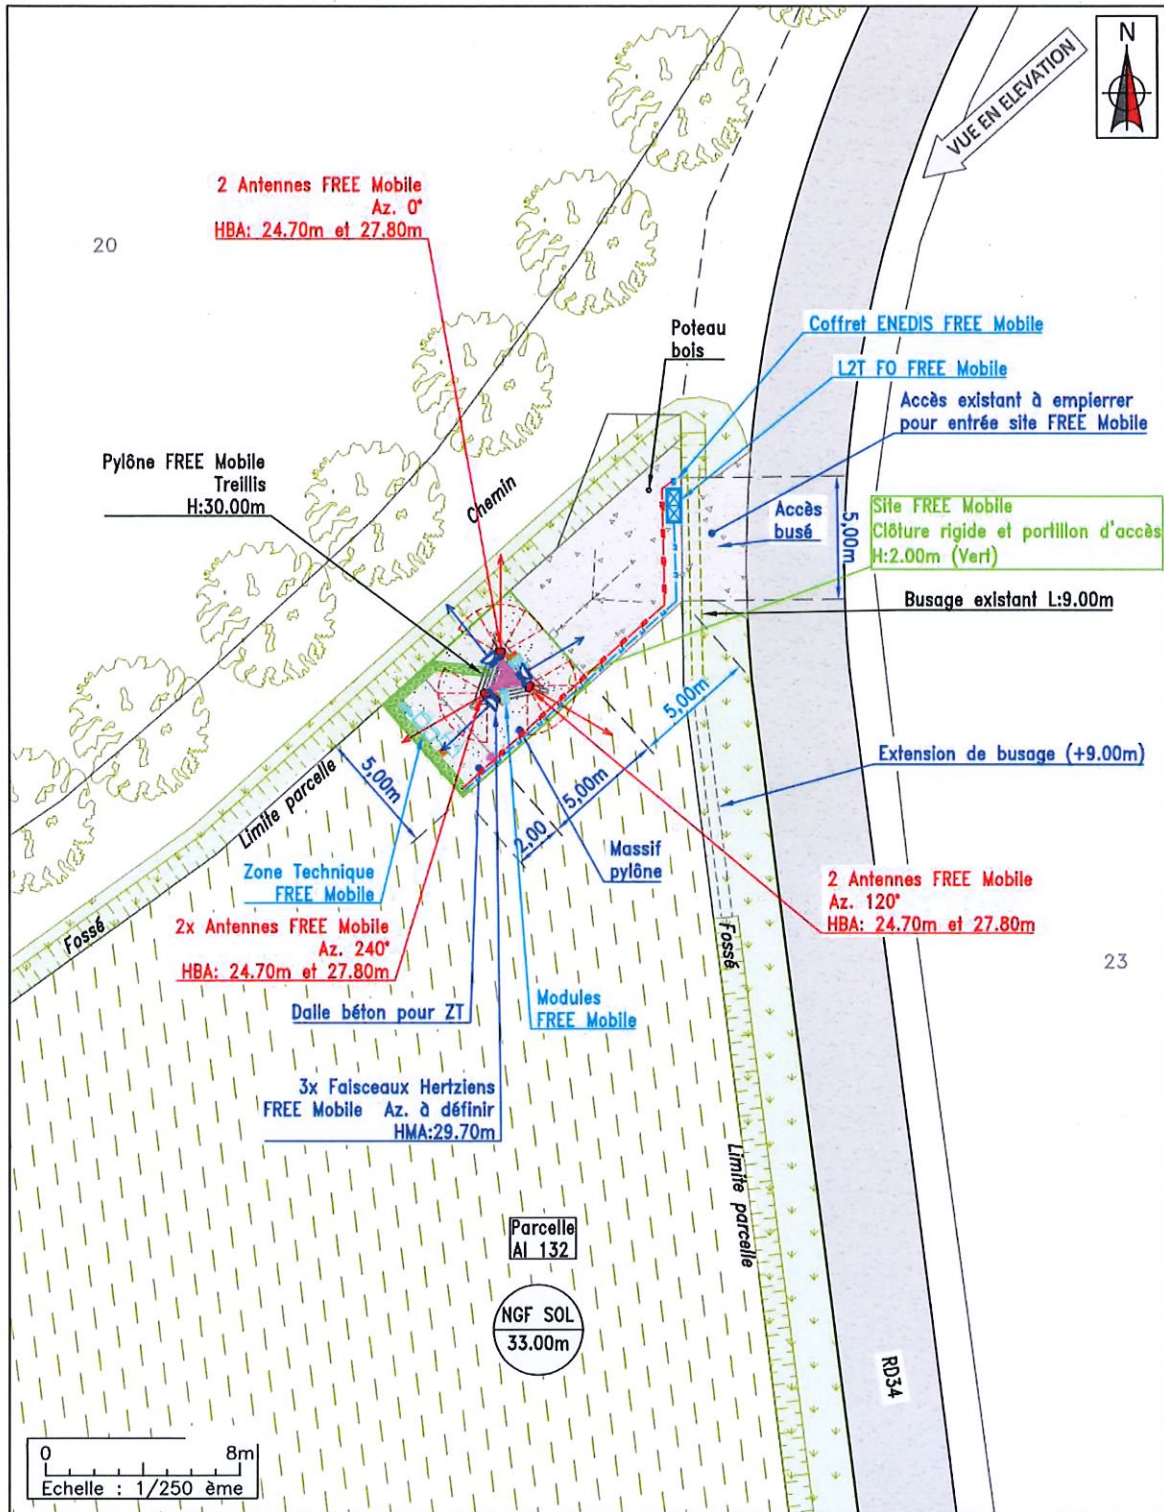 N
VUE EN ELEVATION
2 Antennes FREE Mobile
Az. 0°
HBA: 24.70m et 27.80m
20
Poteau
bois
Coffret ENEDIS FREE Mobile
L2T FO FREE Mobile
Accès existant à empierrer
pour entrée site FREE Mobile
Pylône FREE Mobile
Treillis
H:30.00m
Chemin
Accès
busé
5,00m
Site FREE Mobile
Clôture rigide et portillon d'accès
H:2.00m (Vert)
Busage existant L:9.00m
5,00m
Extension de busage (+9.00m)
5,00m
5,00m
2,00
Limite parcelle
Massif
pylône
Zone Technique
FREE Mobile
2 Antennes FREE Mobile
Az. 120°
HBA: 24.70m et 27.80m
Fossé
2x Antennes FREE Mobile
Az. 240°
HBA: 24.70m et 27.80m
Fossé
23
Dalle béton pour ZT
Modules
FREE Mobile
3x Faisceaux Hertziens
FREE Mobile Az. à définir
HMA:29.70m
Limite parcelle
Parcelle
AI 132
NGF SOL
33.00m
RD34
0 8m
Echelle : 1/250 ème